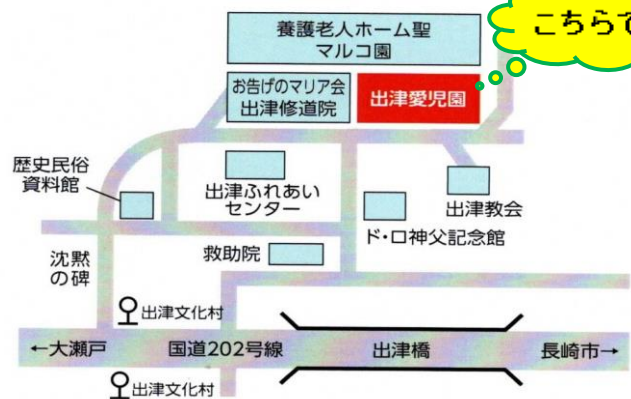 養護老人ホーム聖
マルコ園
こちらで
お告げのマリア会
出津修道院
出津愛児園
歴史民俗
資料館
出津ふれあい
センター
出津教会
ド・ロ神父記念館
沈黙
の碑
救助院
出津文化村
←大瀬戸
国道202号線
出津橋
長崎市→
出津文化村